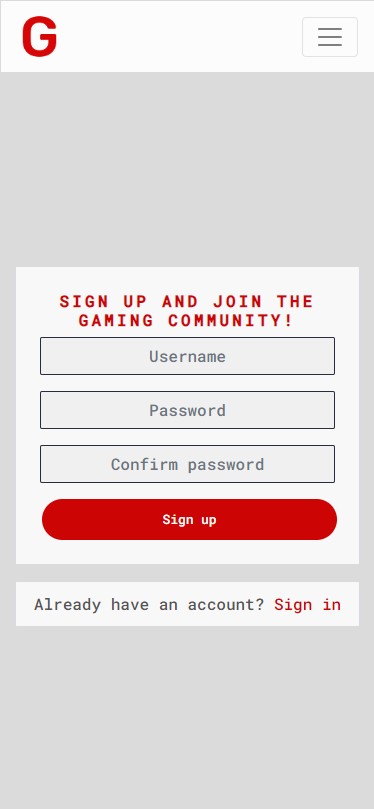 G
SIGN UP AND JOIN THE
GAMING COMMUNITY!
Username
Password
Confirm password
Sign up
Already have an account? Sign in